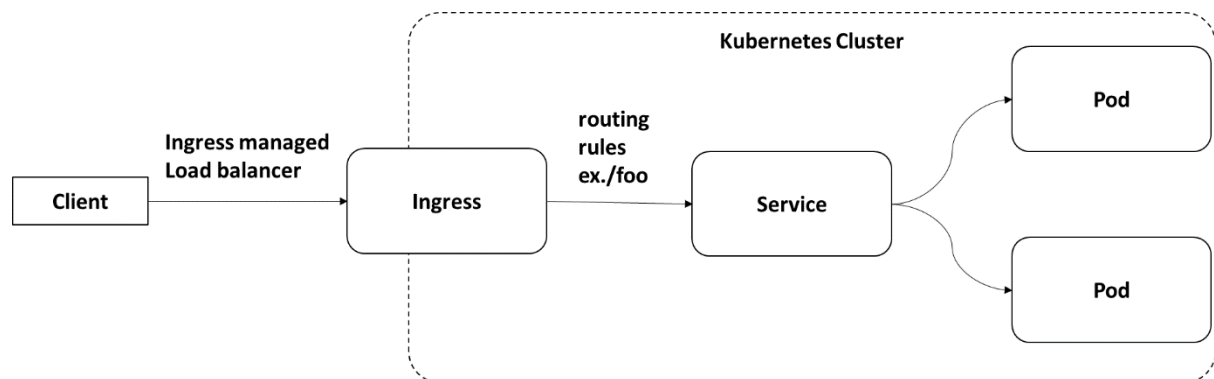 Kubernetes Cluster
Pod
routing
rules
ex./foo
Ingress managed
Load balancer
Client
Ingress
Service
Pod